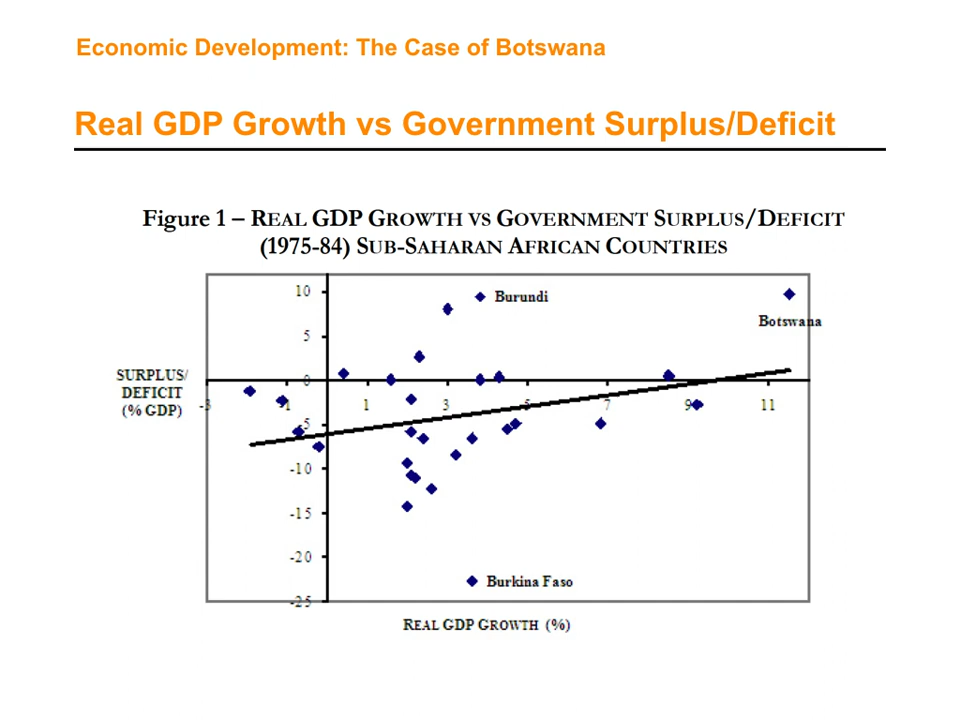 Economic Development: The Case of Botswana
Real GDP Growth vs Government Surplus/Deficit
Figure 1 – REAL GDP GROWTH VS GOVERNMENT SURPLUS/DEFICIT
(1975-84) SUB-SAHARAN AFRICAN COUNTRIES
10
Burundi
Botswana
5
SURPLUS/
DEFICIT
(% GDP)
0
-3 -1 1 3 5 7 9 11
-5
-10
-15
-20
Burkina Faso
-25
REAL GDP GROWTH (%)